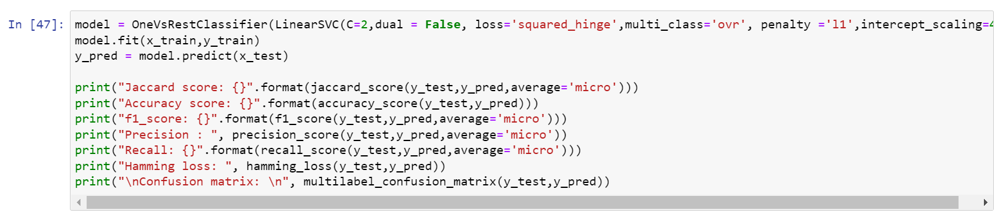 In [47]: model = OneVsRestClassifier(LinearSVC(C=2,dual = False, loss='squared_hinge',multi_class='ovr', penalty ='l1',intercept_scaling=4
model.fit(x_train,y_train)
y_pred = model.predict(x_test)
print("Jaccard score: {}".format(jaccard_score(y_test,y_pred,average='micro')))
print("Accuracy score: {}".format(accuracy_score(y_test,y_pred)))
print("f1_score: {}".format(f1_score(y_test,y_pred,average='micro')))
print("Precision : ", precision_score(y_test,y_pred,average='micro'))
print("Recall: {}".format(recall_score(y_test,y_pred,average='micro')))
print("Hamming loss: ", hamming_loss(y_test,y_pred))
print("\nConfusion matrix: \n", multilabel_confusion_matrix(y_test,y_pred))